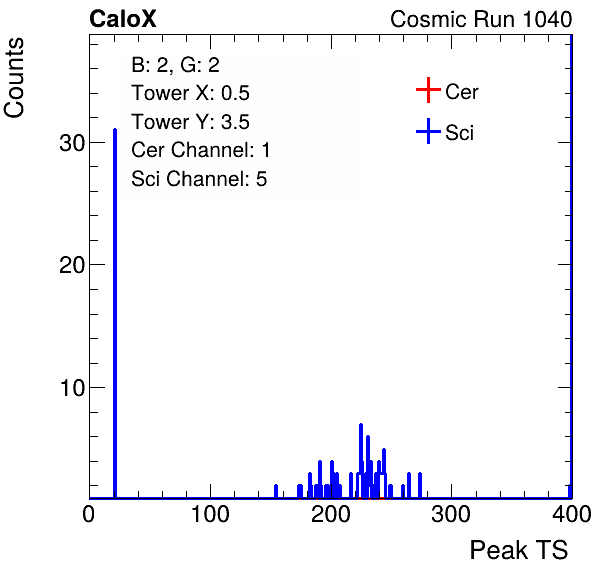 CaloX
Cosmic Run 1040
Counts
B: 2, G: 2
Tower X: 0.5
Tower Y: 3.5
Cer Channel: 1
Sci Channel: 5
Cer
Sci
30
20
10
0
100
200
300
400
Peak TS